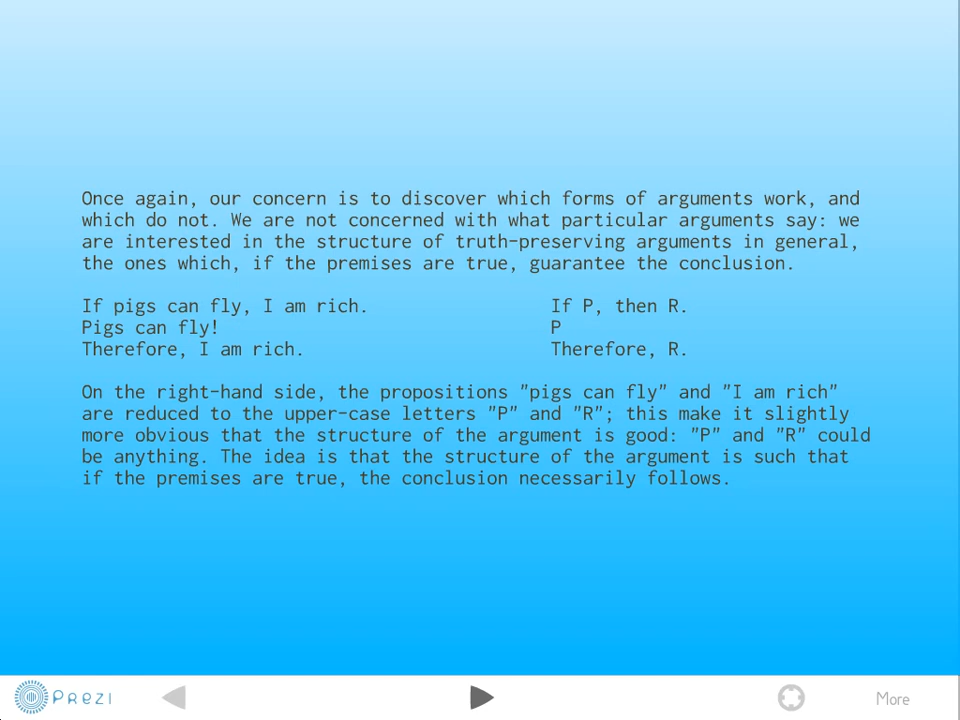 Once again, our concern is to discover which forms of arguments work, and
which do not. We are not concerned with what particular arguments say: we
are interested in the structure of truth-preserving arguments in general,
the ones which, if the premises are true, guarantee the conclusion.
If pigs can fly, I am rich. If P, then R.
Pigs can fly! P
Therefore, I am rich. Therefore, R.
On the right-hand side, the propositions "pigs can fly" and "I am rich"
are reduced to the upper-case letters "P" and "R"; this make it slightly
more obvious that the structure of the argument is good: "P" and "R" could
be anything. The idea is that the structure of the argument is such that
if the premises are true, the conclusion necessarily follows.
Prezi More